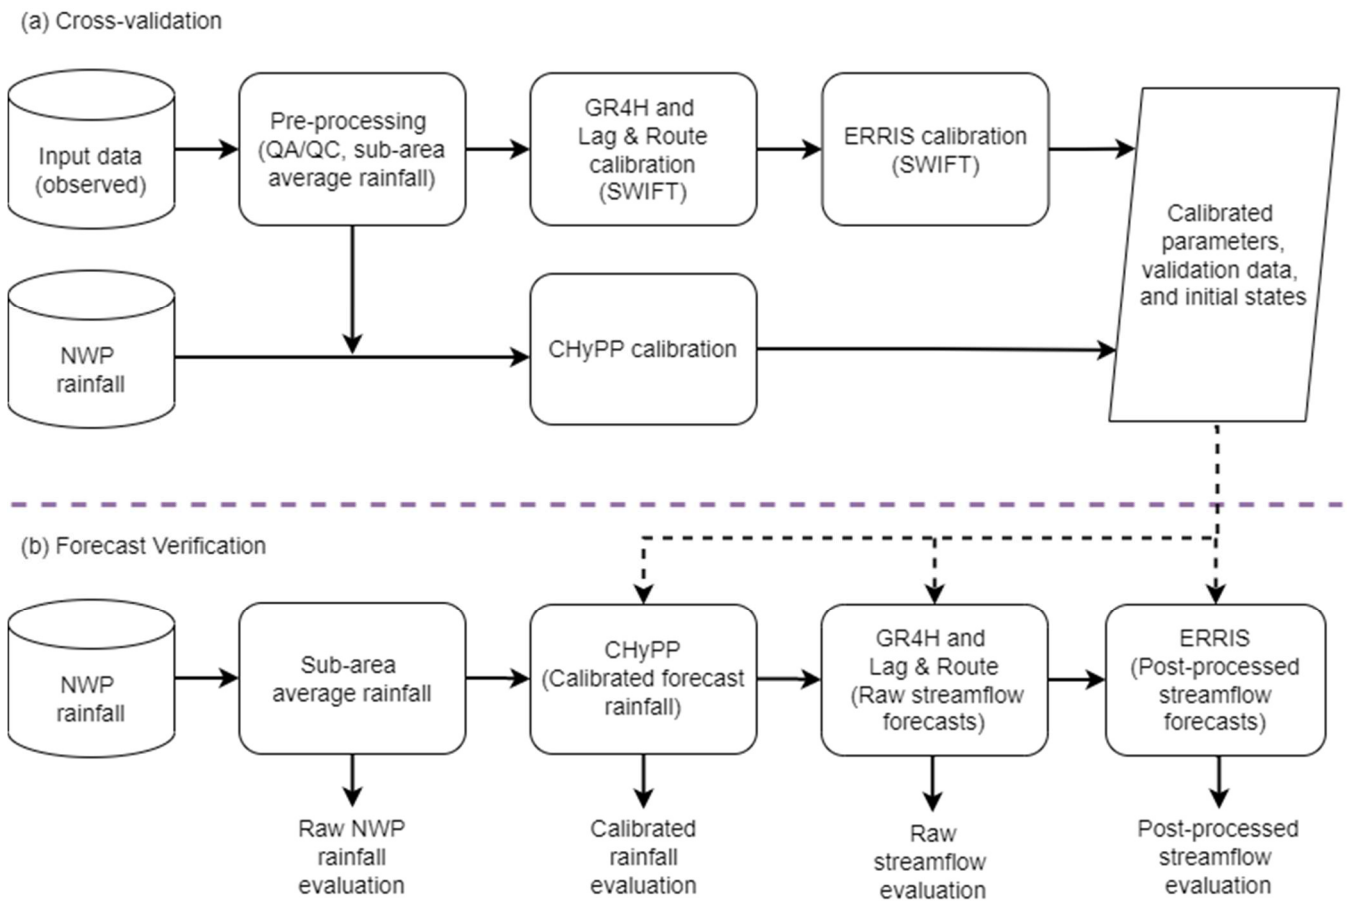 (a) Cross-validation
Input data
(observed)
Pre-processing
(QA/QC, sub-area
average rainfall)
GR4H and
Lag & Route
calibration
(SWIFT)
ERRIS calibration
(SWIFT)
Calibrated
parameters,
validation data,
and initial states
NWP
rainfall
CHyPP calibration
(b) Forecast Verification
NWP
rainfall
Sub-area
average rainfall
CHyPP
(Calibrated forecast
rainfall)
GR4H and
Lag & Route
(Raw streamflow
forecasts)
ERRIS
(Post-processed
streamflow
forecasts)
Raw NWP
rainfall
evaluation
Calibrated
rainfall
evaluation
Raw
streamflow
evaluation
Post-processed
streamflow
evaluation